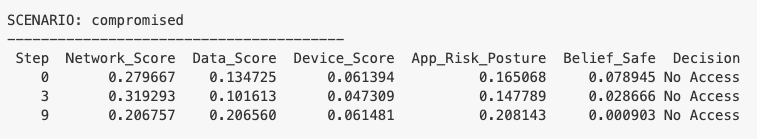 SCENARIO: compromised
----------------------------------------
Step Network_Score Data_Score Device_Score App_Risk_Posture Belief_Safe Decision
0 0.279667 0.134725 0.061394 0.165068 0.078945 No Access
3 0.319293 0.101613 0.047309 0.147789 0.028666 No Access
9 0.206757 0.206560 0.061481 0.208143 0.000903 No Access